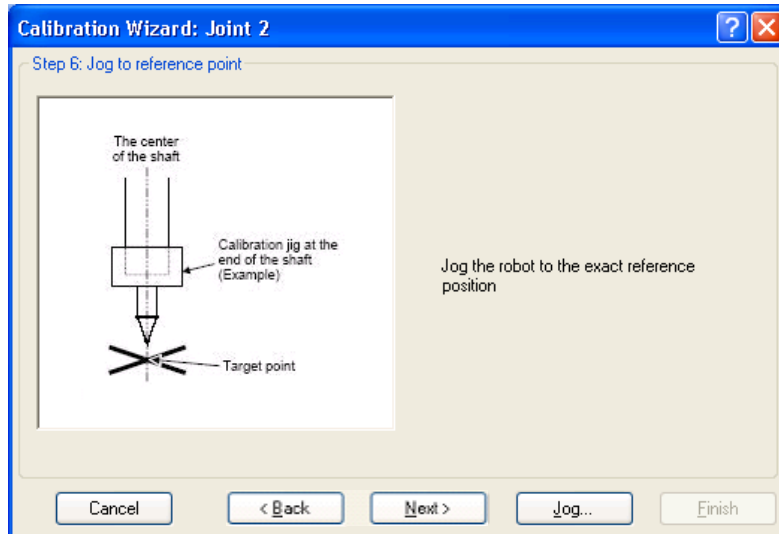 Calibration Wizard: Joint 2
Step 6: Jog to reference point
The center
of the shaft
Calibration jig at the
end of the shaft
(Example)
Target point
Jog the robot to the exact reference
position
Cancel
< Back
Next >
Jog...
Finish